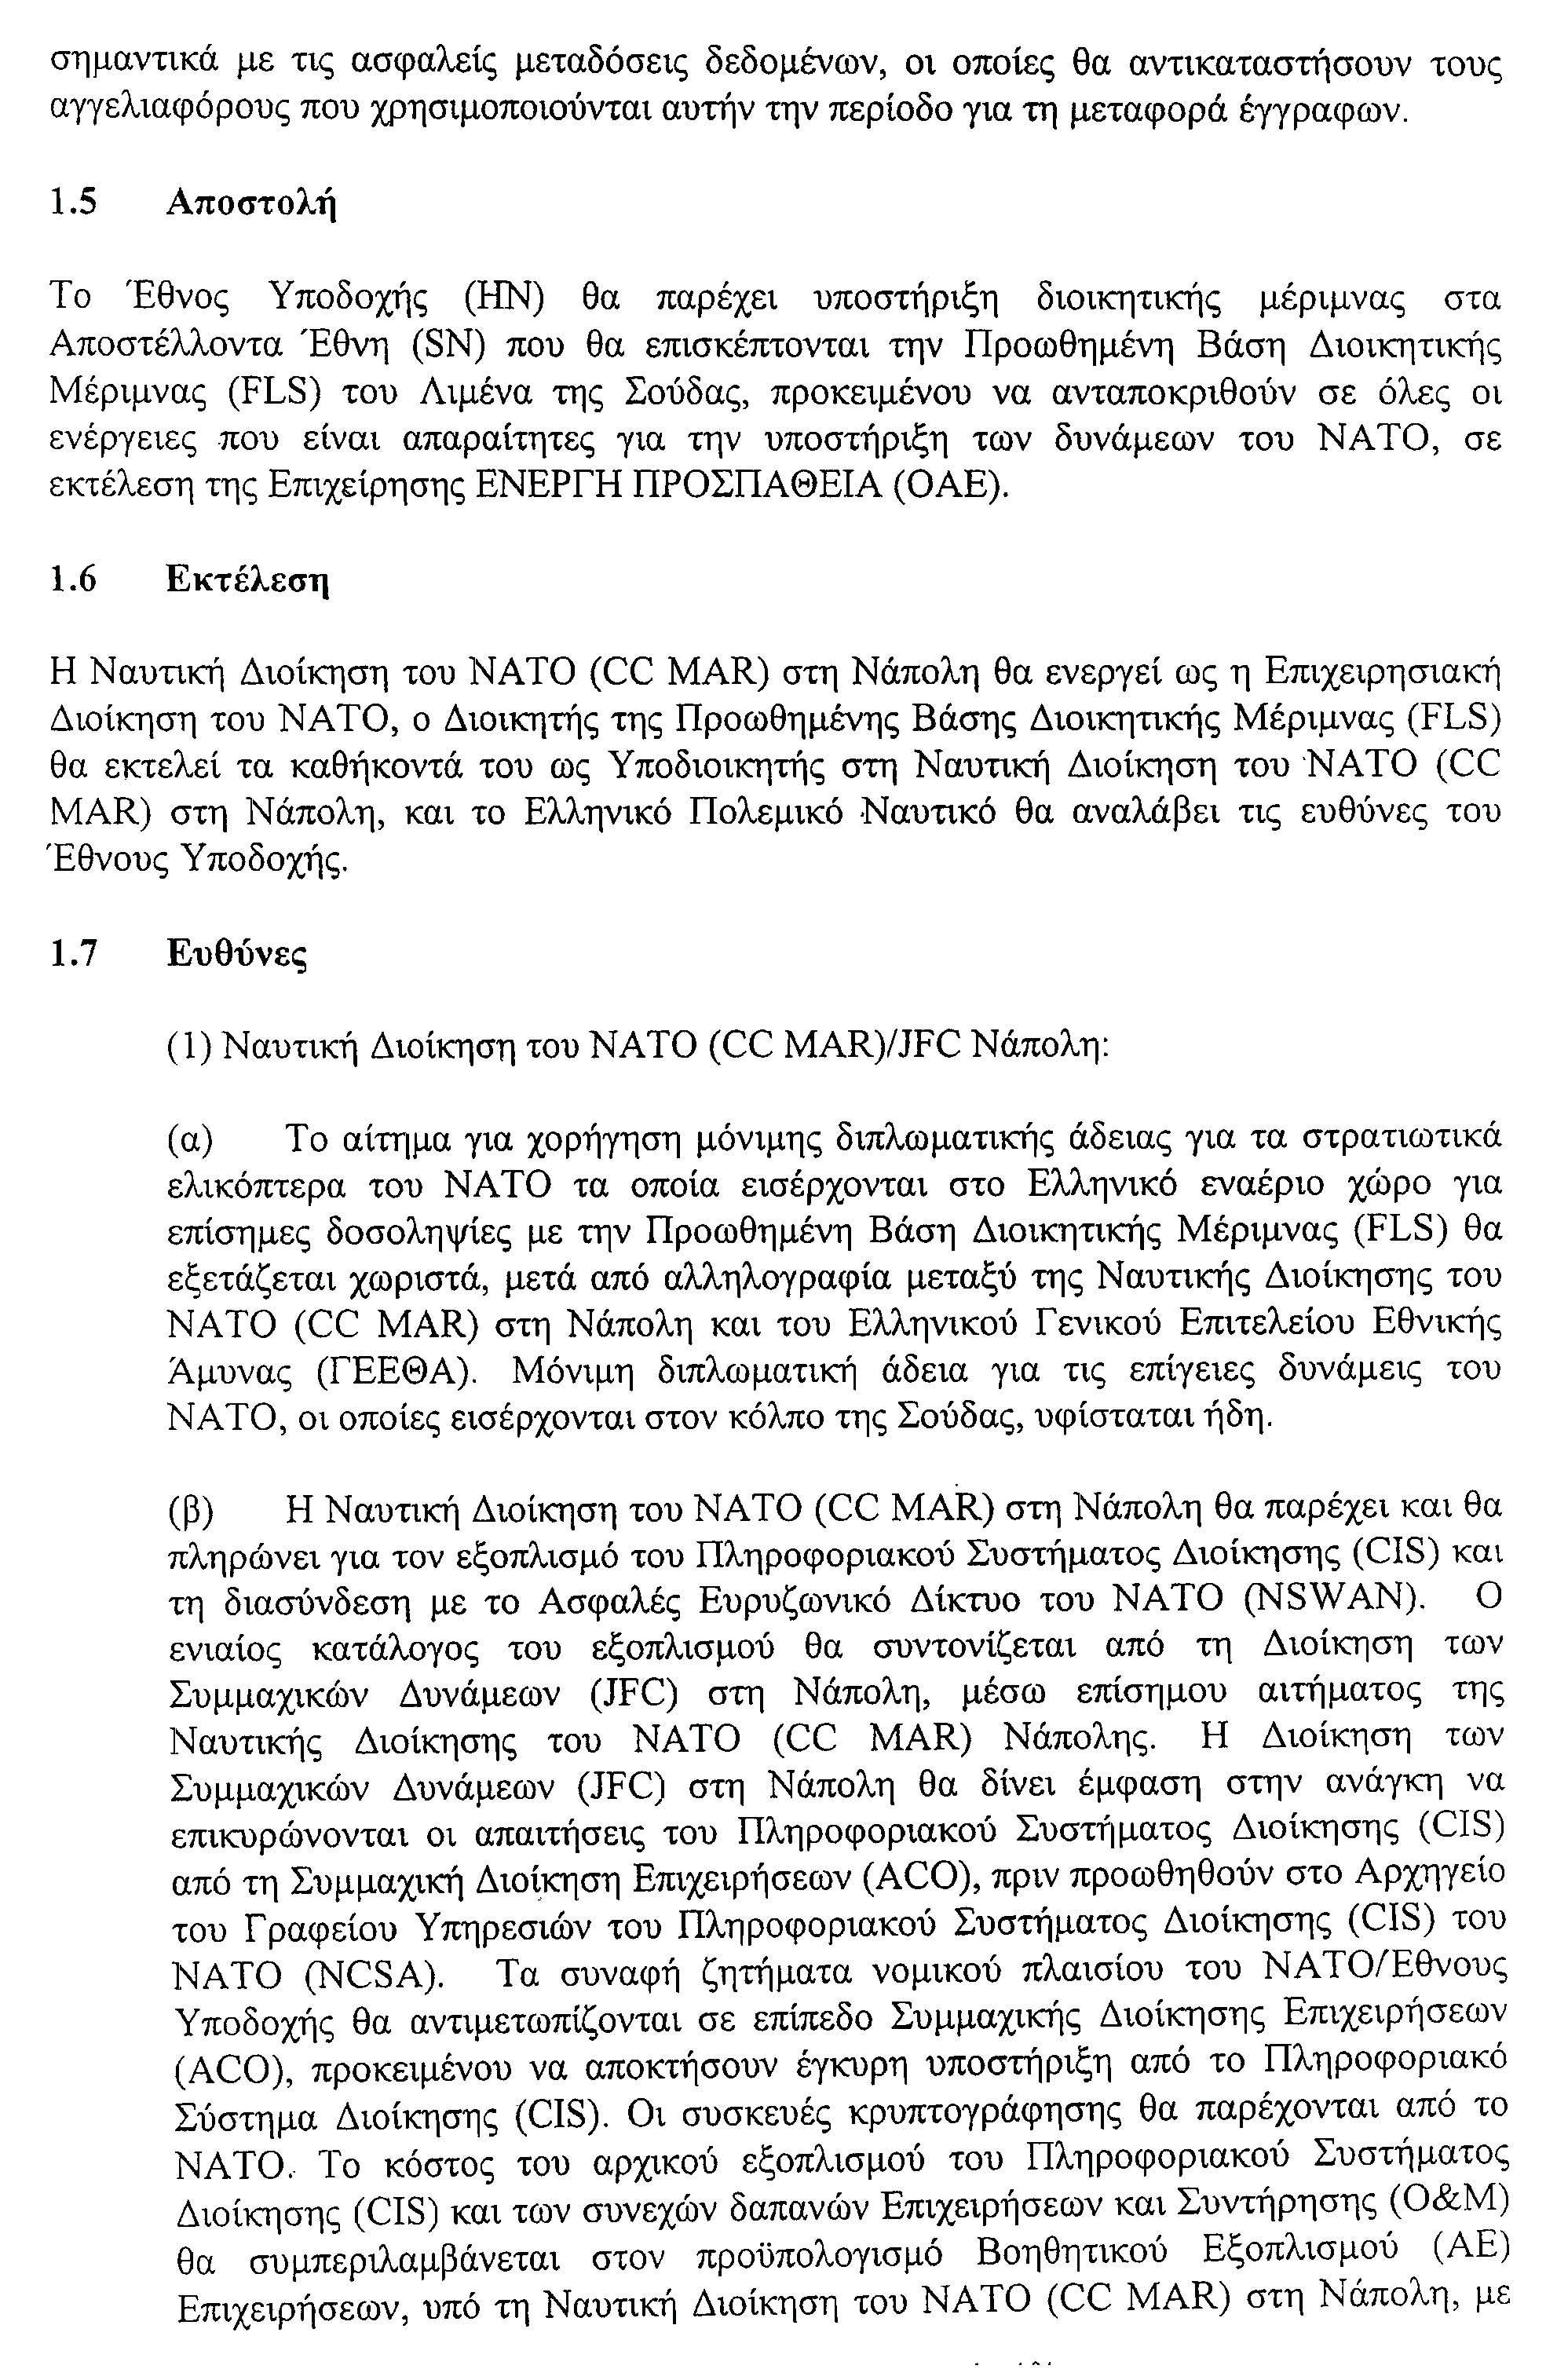 σημαντικά με τις ασφαλείς μεταδόσεις δεδομένων, οι οποίες θα αντικαταστήσουν τους
αγγελιαφόρους που χρησιμοποιούνται αυτήν την περίοδο για τη μεταφορά έγγραφων.
1.5 Αποστολή
Το Έθνος Υποδοχής (HN) θα παρέχει υποστήριξη διοικητικής μέριμνας στα
Αποστέλλοντα Έθνη (SN) που θα επισκέπτονται την Προωθημένη Βάση Διοικητικής
Μέριμνας (FLS) του Λιμένα της Σούδας, προκειμένου να ανταποκριθούν σε όλες οι
ενέργειες που είναι απαραίτητες για την υποστήριξη των δυνάμεων του ΝΑΤΟ, σε
εκτέλεση της Επιχείρησης ΕΝΕΡΓΗ ΠΡΟΣΠΑΘΕΙΑ (ΟΑΕ).
1.6 Εκτέλεση
Η Ναυτική Διοίκηση του ΝΑΤΟ (CC MAR) στη Νάπολη θα ενεργεί ως η Επιχειρησιακή
Διοίκηση του ΝΑΤΟ, ο Διοικητής της Προωθημένης Βάσης Διοικητικής Μέριμνας (FLS)
θα εκτελεί τα καθήκοντά του ως Υποδιοικητής στη Ναυτική Διοίκηση του ΝΑΤΟ (CC
MAR) στη Νάπολη, και το Ελληνικό Πολεμικό Ναυτικό θα αναλάβει τις ευθύνες του
Έθνους Υποδοχής.
1.7 Ευθύνες
(1) Ναυτική Διοίκηση του ΝΑΤΟ (CC MAR)/JFC Νάπολη:
(α) Το αίτημα για χορήγηση μόνιμης διπλωματικής άδειας για τα στρατιωτικά
ελικόπτερα του ΝΑΤΟ τα οποία εισέρχονται στο Ελληνικό εναέριο χώρο για
επίσημες δοσοληψίες με την Προωθημένη Βάση Διοικητικής Μέριμνας (FLS) θα
εξετάζεται χωριστά, μετά από αλληλογραφία μεταξύ της Ναυτικής Διοίκησης του
ΝΑΤΟ (CC MAR) στη Νάπολη και του Ελληνικού Γενικού Επιτελείου Εθνικής
Άμυνας (ΓΕΕΘΑ). Μόνιμη διπλωματική άδεια για τις επίγειες δυνάμεις του
ΝΑΤΟ, οι οποίες εισέρχονται στον κόλπο της Σούδας, υφίσταται ήδη.
(β) Η Ναυτική Διοίκηση του ΝΑΤΟ (CC MAR) στη Νάπολη θα παρέχει και θα
πληρώνει για τον εξοπλισμό του Πληροφοριακού Συστήματος Διοίκησης (CIS) και
τη διασύνδεση με το Ασφαλές Ευρυζωνικό Δίκτυο του ΝΑΤΟ (NSWAN). Ο
ενιαίος κατάλογος του εξοπλισμού θα συντονίζεται από τη Διοίκηση των
Συμμαχικών Δυνάμεων (JFC) στη Νάπολη, μέσω επίσημου αιτήματος της
Ναυτικής Διοίκησης του ΝΑΤΟ (CC MAR) Νάπολης. Η Διοίκηση των
Συμμαχικών Δυνάμεων (JFC) στη Νάπολη θα δίνει έμφαση στην ανάγκη να
επικυρώνονται οι απαιτήσεις του Πληροφοριακού Συστήματος Διοίκησης (CIS)
από τη Συμμαχική Διοίκηση Επιχειρήσεων (ACO), πριν προωθηθούν στο Αρχηγείο
του Γραφείου Υπηρεσιών του Πληροφοριακού Συστήματος Διοίκησης (CIS) του
ΝΑΤΟ (NCSA). Τα συναφή ζητήματα νομικού πλαισίου του ΝΑΤΟ/Εθνους
Υποδοχής θα αντιμετωπίζονται σε επίπεδο Συμμαχικής Διοίκησης Επιχειρήσεων
(ACO), προκειμένου να αποκτήσουν έγκυρη υποστήριξη από το Πληροφοριακό
Σύστημα Διοίκησης (CIS). Οι συσκευές κρυπτογράφησης θα παρέχονται από το
ΝΑΤΟ. Το κόστος του αρχικού εξοπλισμού του Πληροφοριακού Συστήματος
Διοίκησης (CIS) και των συνεχών δαπανών Επιχειρήσεων και Συντήρησης (O&M)
θα συμπεριλαμβάνεται στον προϋπολογισμό Βοηθητικού Εξοπλισμού (ΑΕ)
Επιχειρήσεων, υπό τη Ναυτική Διοίκηση του ΝΑΤΟ (CC MAR) στη Νάπολη, με